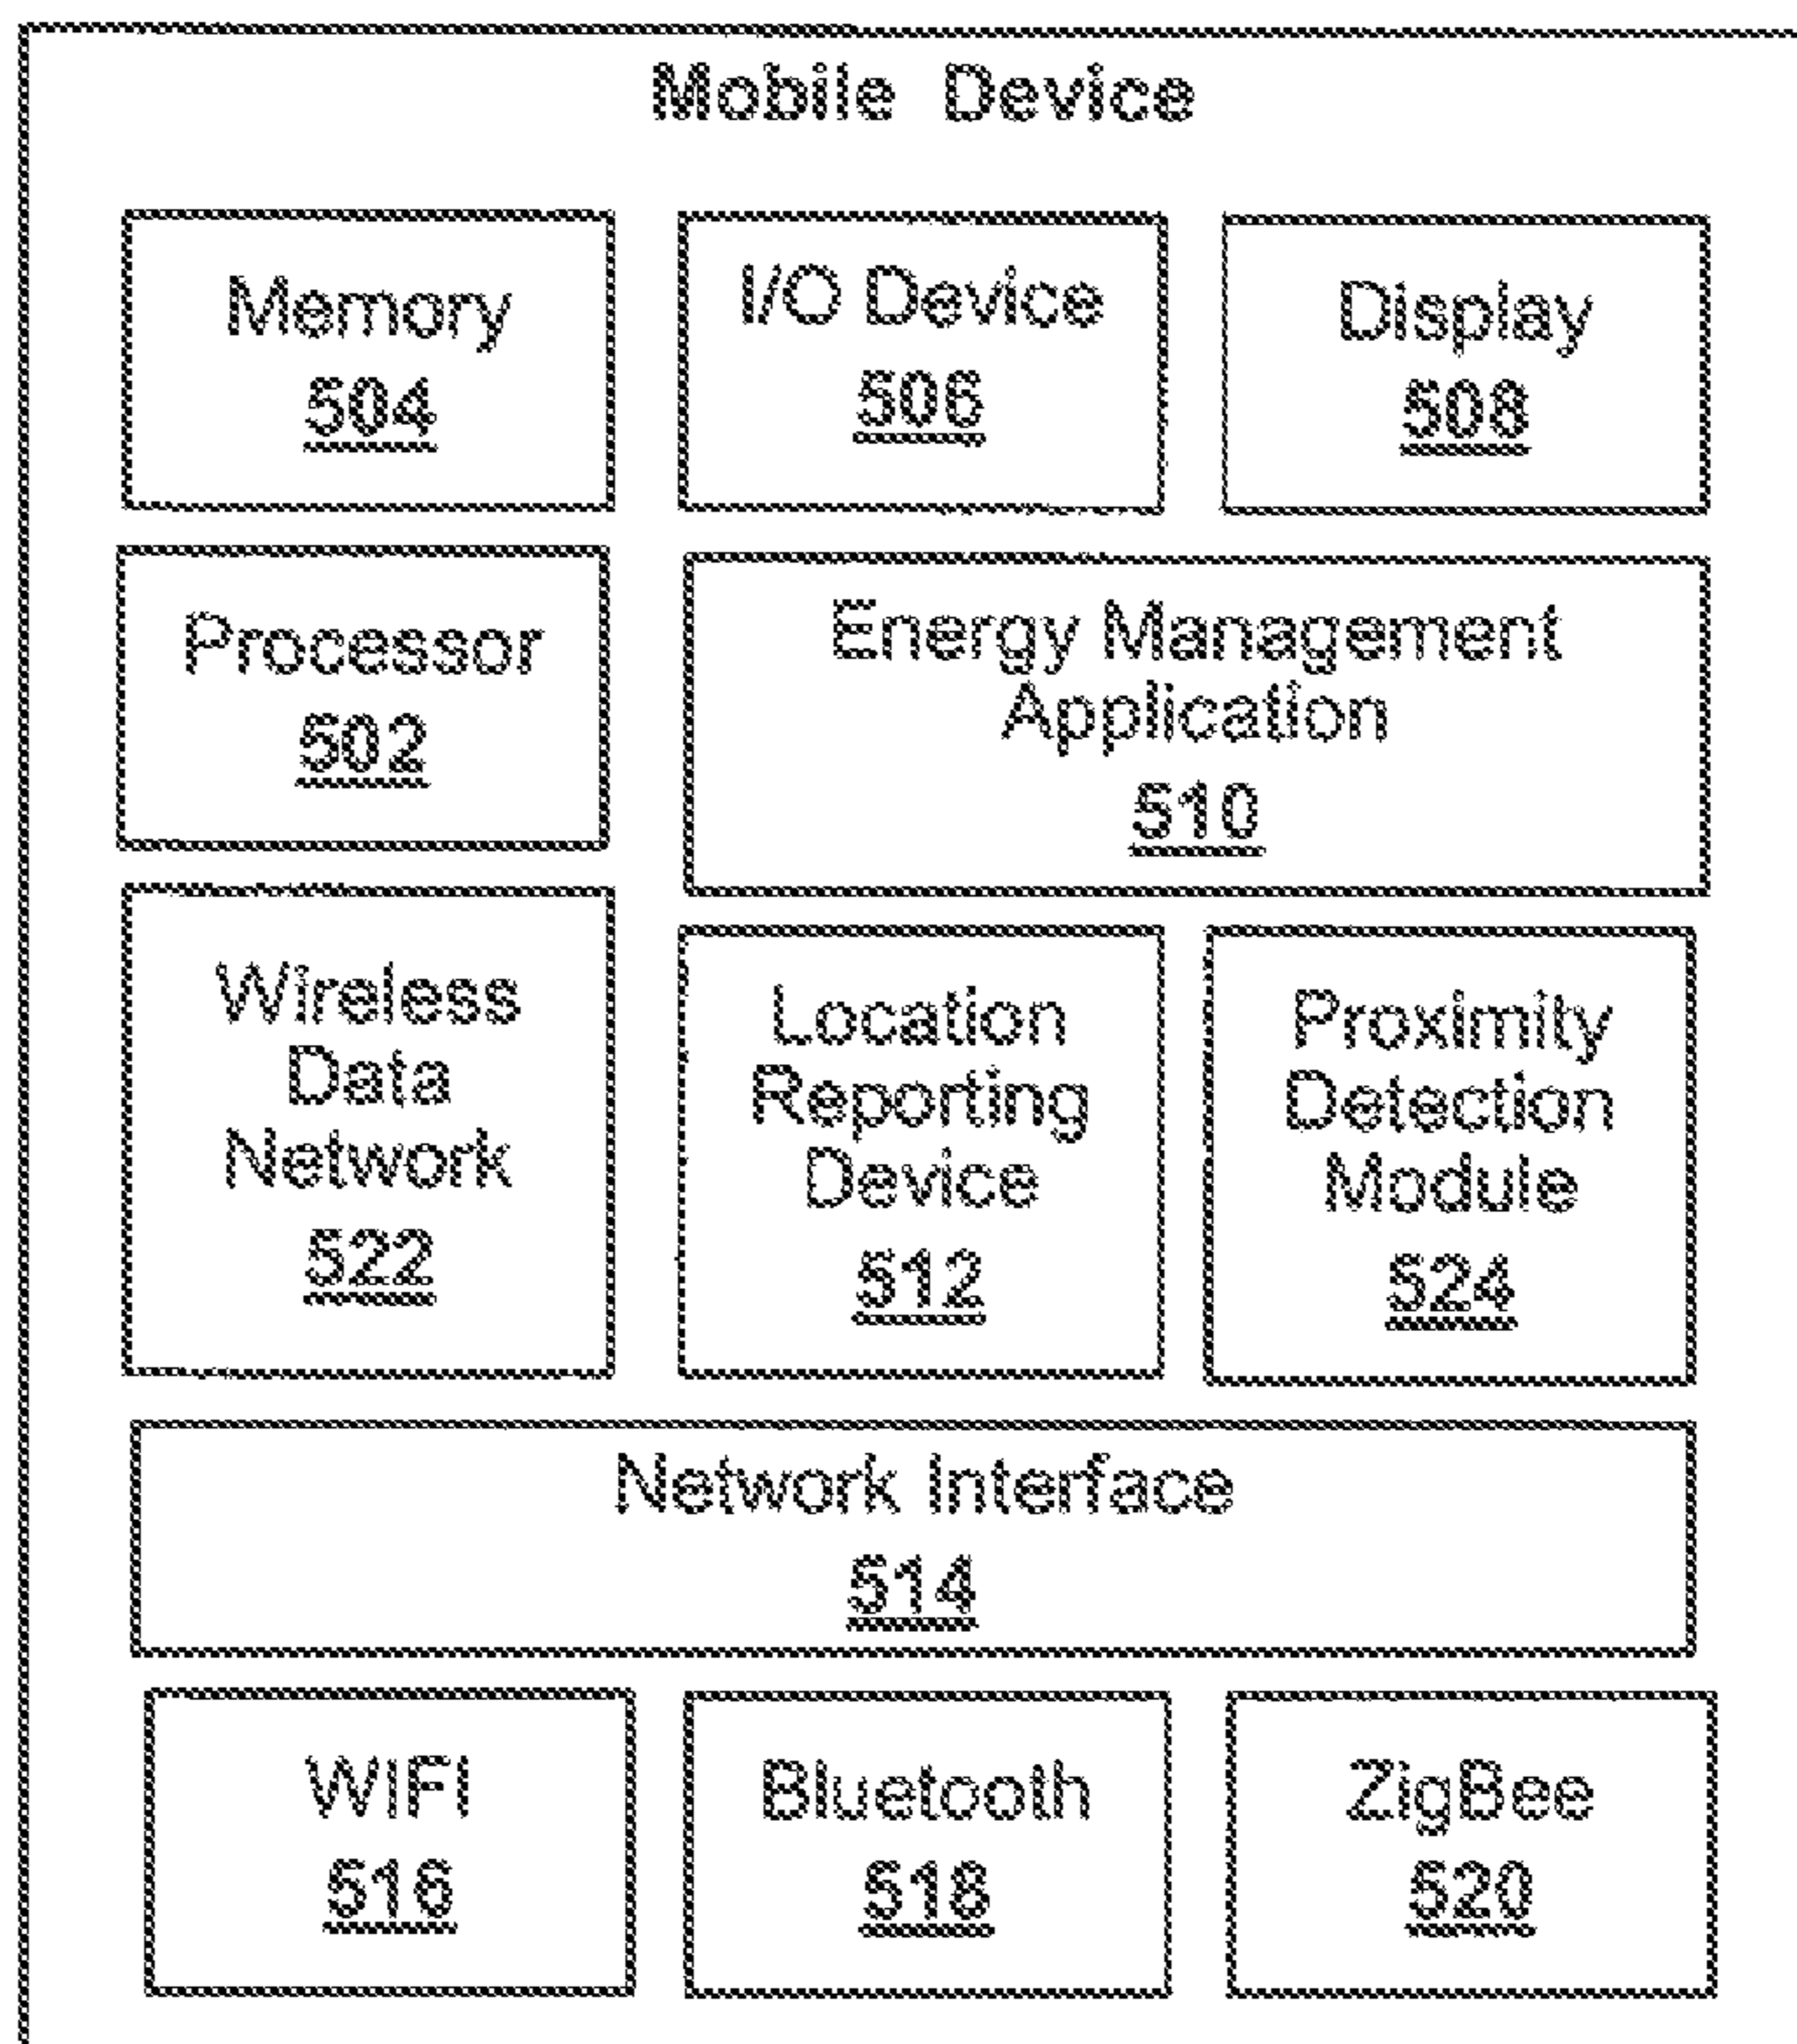 Mobile Device
Memory
504
I/O Device
506
Display
508
Processor
502
Energy Management
Application
510
Wireless
Data
Network
522
Location
Reporting
Device
512
Proximity
Detection
Module
524
Network Interface
514
WIFI
516
Bluetooth
518
ZigBee
520